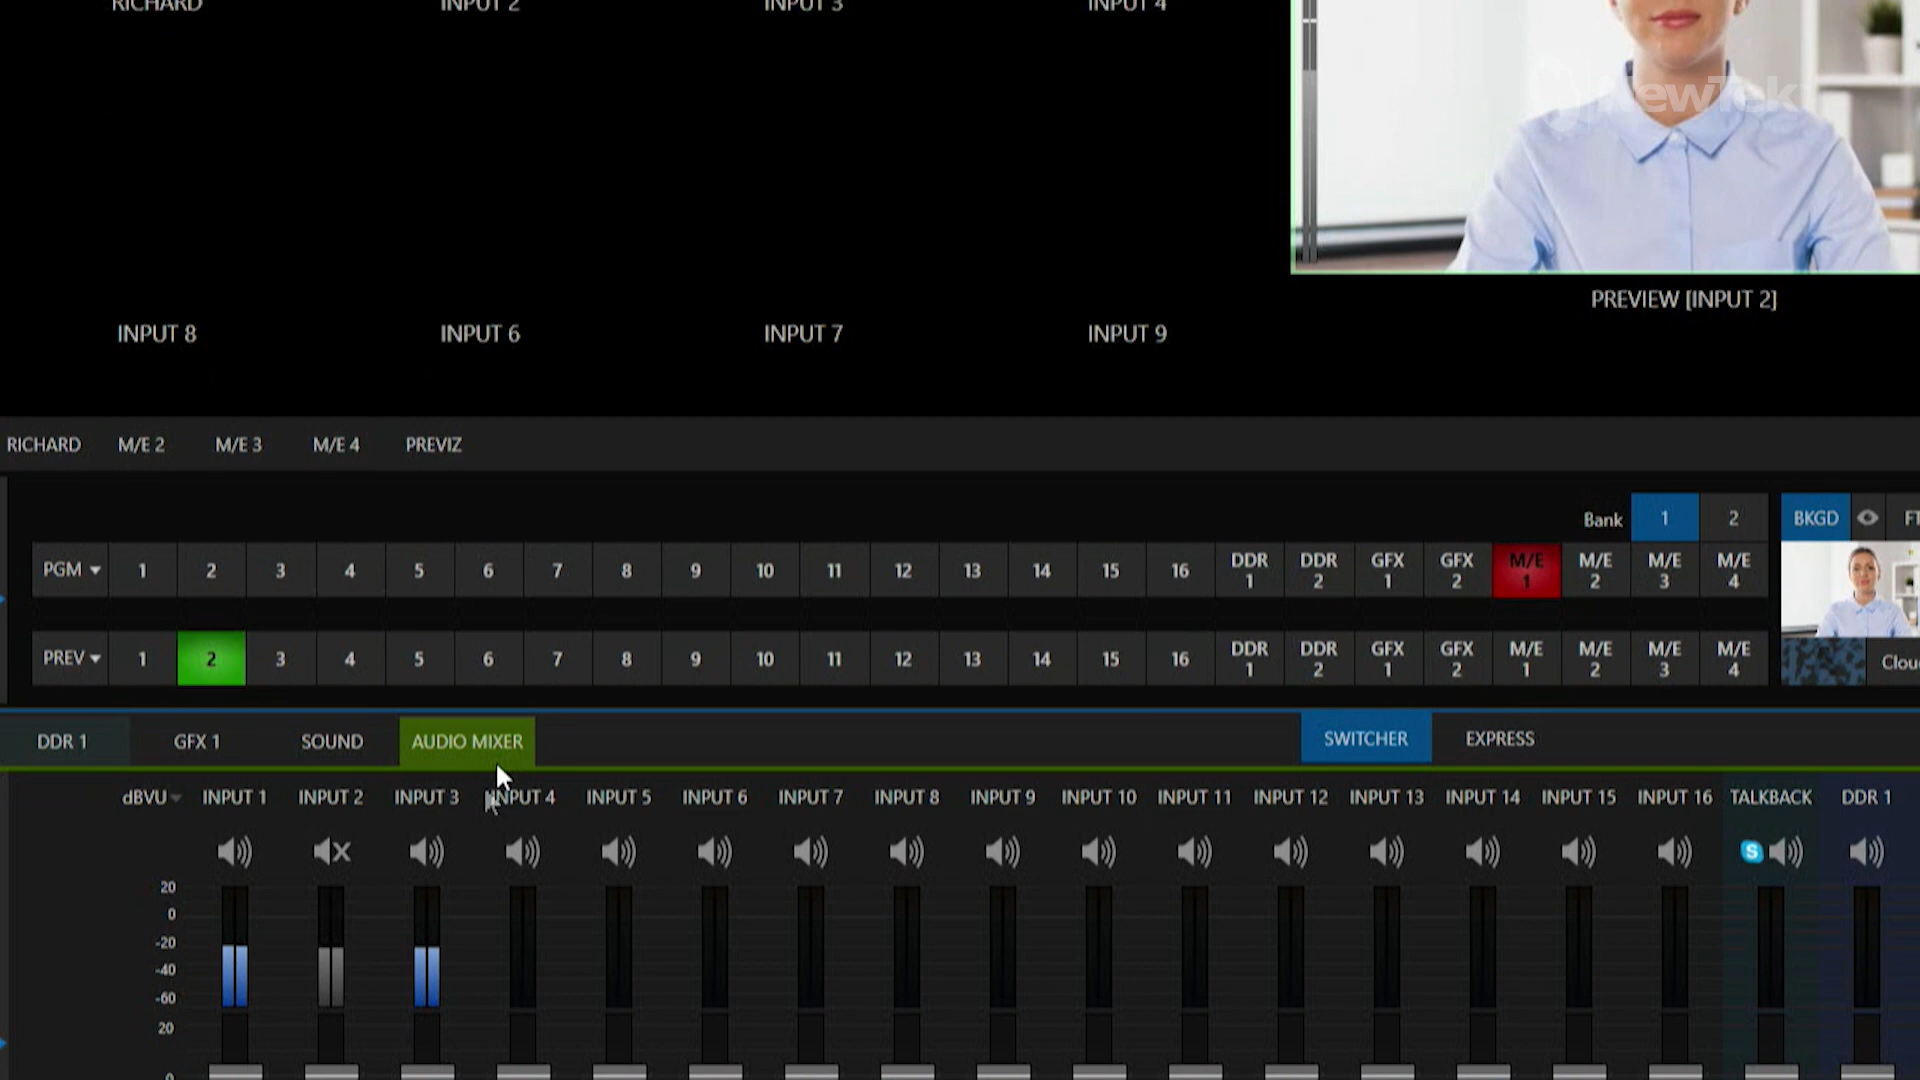 RICHARD INPUT 2 INPUT 3 INPUT 4
NewTek
PREVIEW [INPUT 2]
INPUT 8 INPUT 6 INPUT 7 INPUT 9
RICHARD M/E 2 M/E 3 M/E 4 PREVIZ
Bank 1 2 BKGD
PGM 1 2 3 4 5 6 7 8 9 10 11 12 13 14 15 16 DDR 1 DDR 2 GFX 1 GFX 2 M/E 1 M/E 2 M/E 3 M/E 4
PREV 1 2 3 4 5 6 7 8 9 10 11 12 13 14 15 16 DDR 1 DDR 2 GFX 1 GFX 2 M/E 1 M/E 2 M/E 3 M/E 4
DDR 1 GFX 1 SOUND AUDIO MIXER SWITCHER EXPRESS
dBVU INPUT 1 INPUT 2 INPUT 3 INPUT 4 INPUT 5 INPUT 6 INPUT 7 INPUT 8 INPUT 9 INPUT 10 INPUT 11 INPUT 12 INPUT 13 INPUT 14 INPUT 15 INPUT 16 TALKBACK DDR 1
S
20
0
-20
-40
-60
20
0